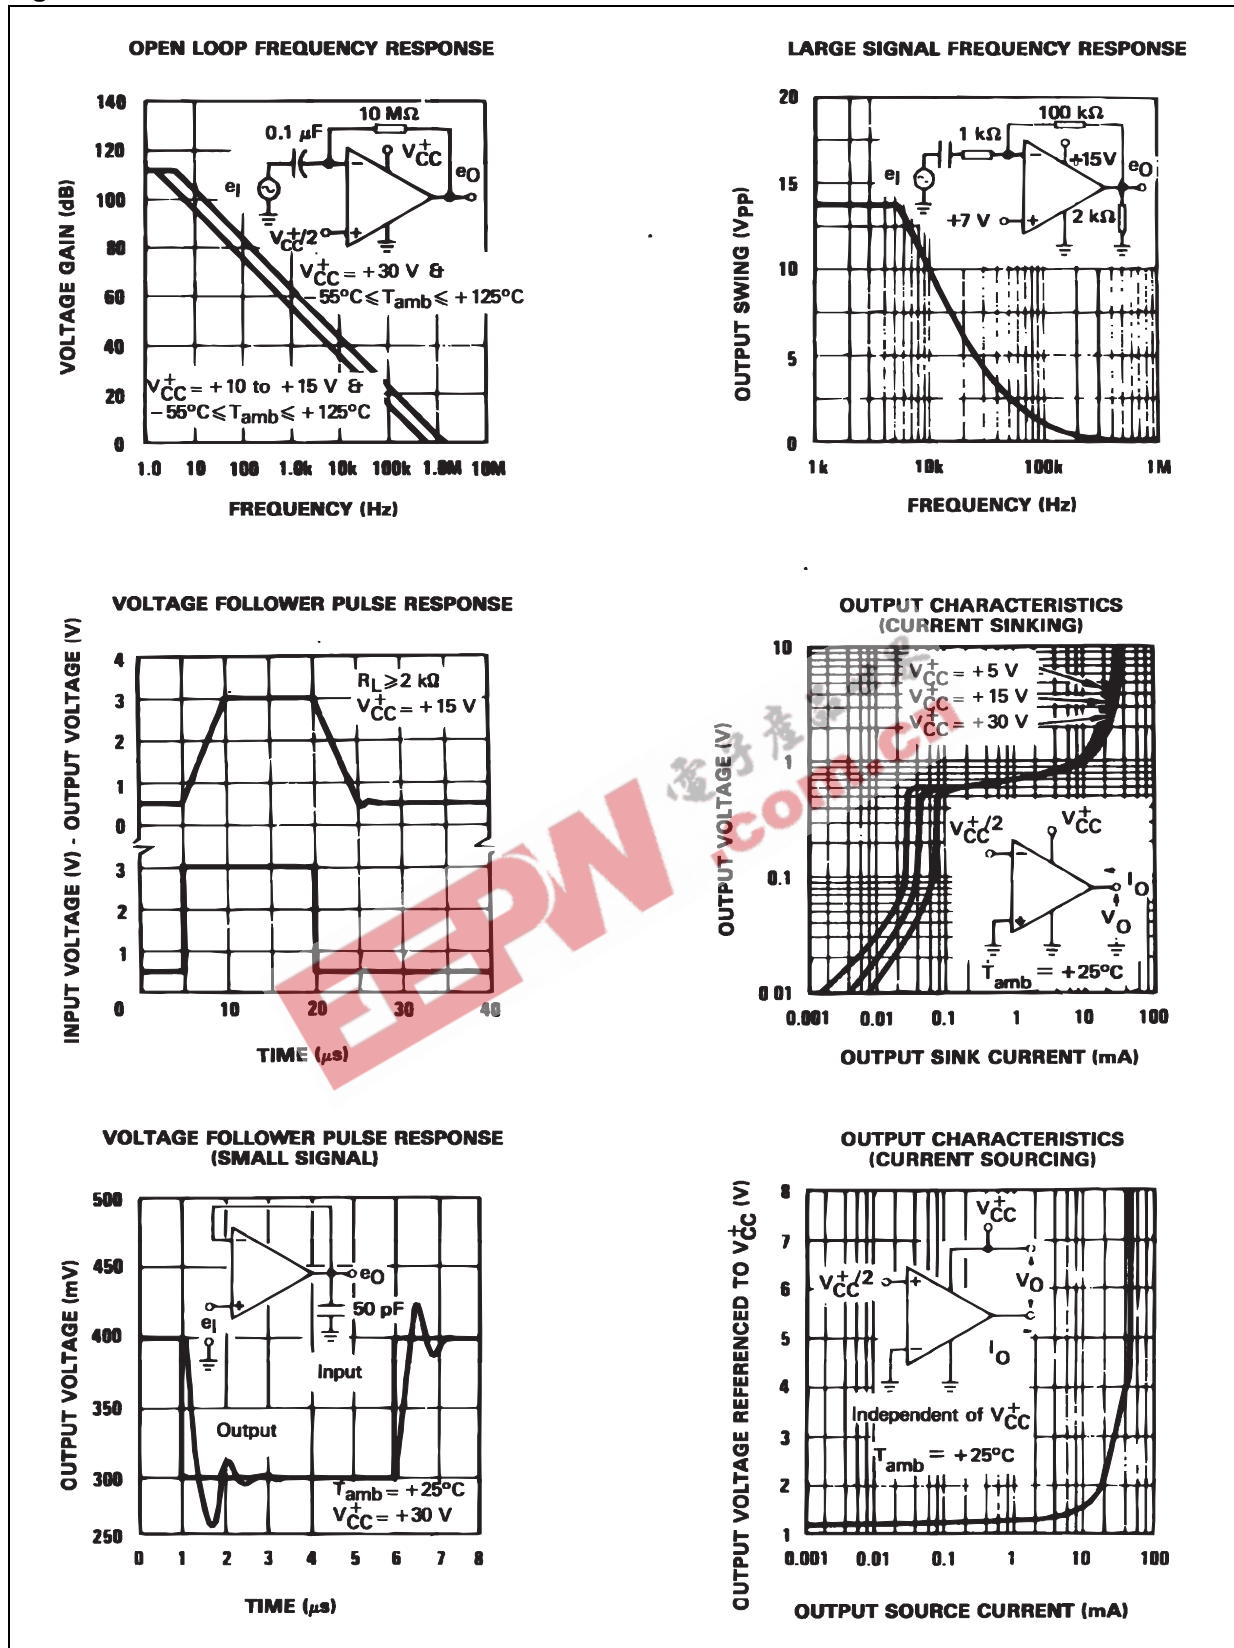 OPEN LOOP FREQUENCY RESPONSE
140
120
100
80
60
40
20
0
VOLTAGE GAIN (dB)
10 MΩ
0.1 μF
V+CC
eI
eO
V+CC/2
V+CC = +30 V &
−55°C ≤ Tamb ≤ +125°C
V+CC = +10 to +15 V &
−55°C ≤ Tamb ≤ +125°C
1.0 10 100 1.0k 10k 100k 1.0M 10M
FREQUENCY (Hz)
LARGE SIGNAL FREQUENCY RESPONSE
20
15
10
5
0
OUTPUT SWING (Vpp)
100 kΩ
1 kΩ
+15V
eI
eO
+7 V
2 kΩ
1k 10k 100k 1M
FREQUENCY (Hz)
VOLTAGE FOLLOWER PULSE RESPONSE
INPUT VOLTAGE (V) - OUTPUT VOLTAGE (V)
4
3
2
1
0
3
2
1
RL ≥ 2 kΩ
V+CC = +15 V
0 10 20 30 40
TIME (μs)
OUTPUT CHARACTERISTICS
(CURRENT SINKING)
OUTPUT VOLTAGE (V)
10
1
0.1
0 01
V+CC = +5 V
V+CC = +15 V
V+CC = +30 V
V+CC/2
V+CC
IO
VO
Tamb = +25°C
0.001 0.01 0.1 1 10 100
OUTPUT SINK CURRENT (mA)
EEPW
.com.cn
VOLTAGE FOLLOWER PULSE RESPONSE
(SMALL SIGNAL)
OUTPUT VOLTAGE (mV)
500
450
400
350
300
250
eO
50 pF
eI
Input
Output
Tamb = +25°C
V+CC = +30 V
0 1 2 3 4 5 6 7 8
TIME (μs)
OUTPUT CHARACTERISTICS
(CURRENT SOURCING)
OUTPUT VOLTAGE REFERENCED TO V+CC (V)
8
7
6
5
4
3
2
1
V+CC
V+CC/2
VO
IO
Independent of V+CC
Tamb = +25°C
0.001 0.01 0.1 1 10 100
OUTPUT SOURCE CURRENT (mA)